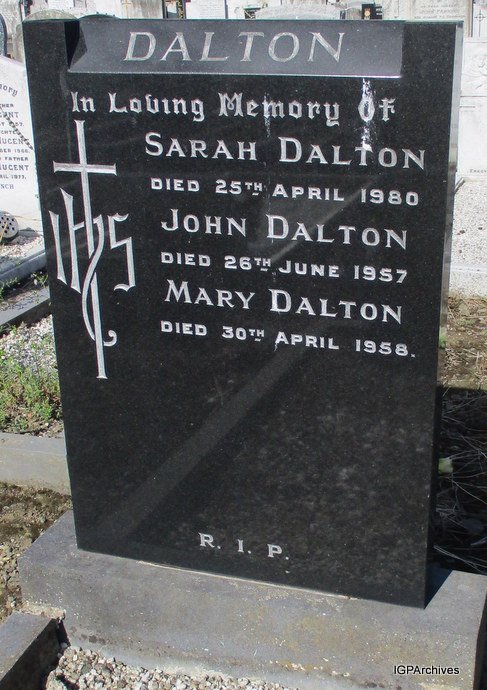 DALTON
In Loving Memory Of
SARAH DALTON
DIED 25TH APRIL 1980
JOHN DALTON
DIED 26TH JUNE 1957
MARY DALTON
DIED 30TH APRIL 1958.
IHS
R. I. P.
IGPArchives